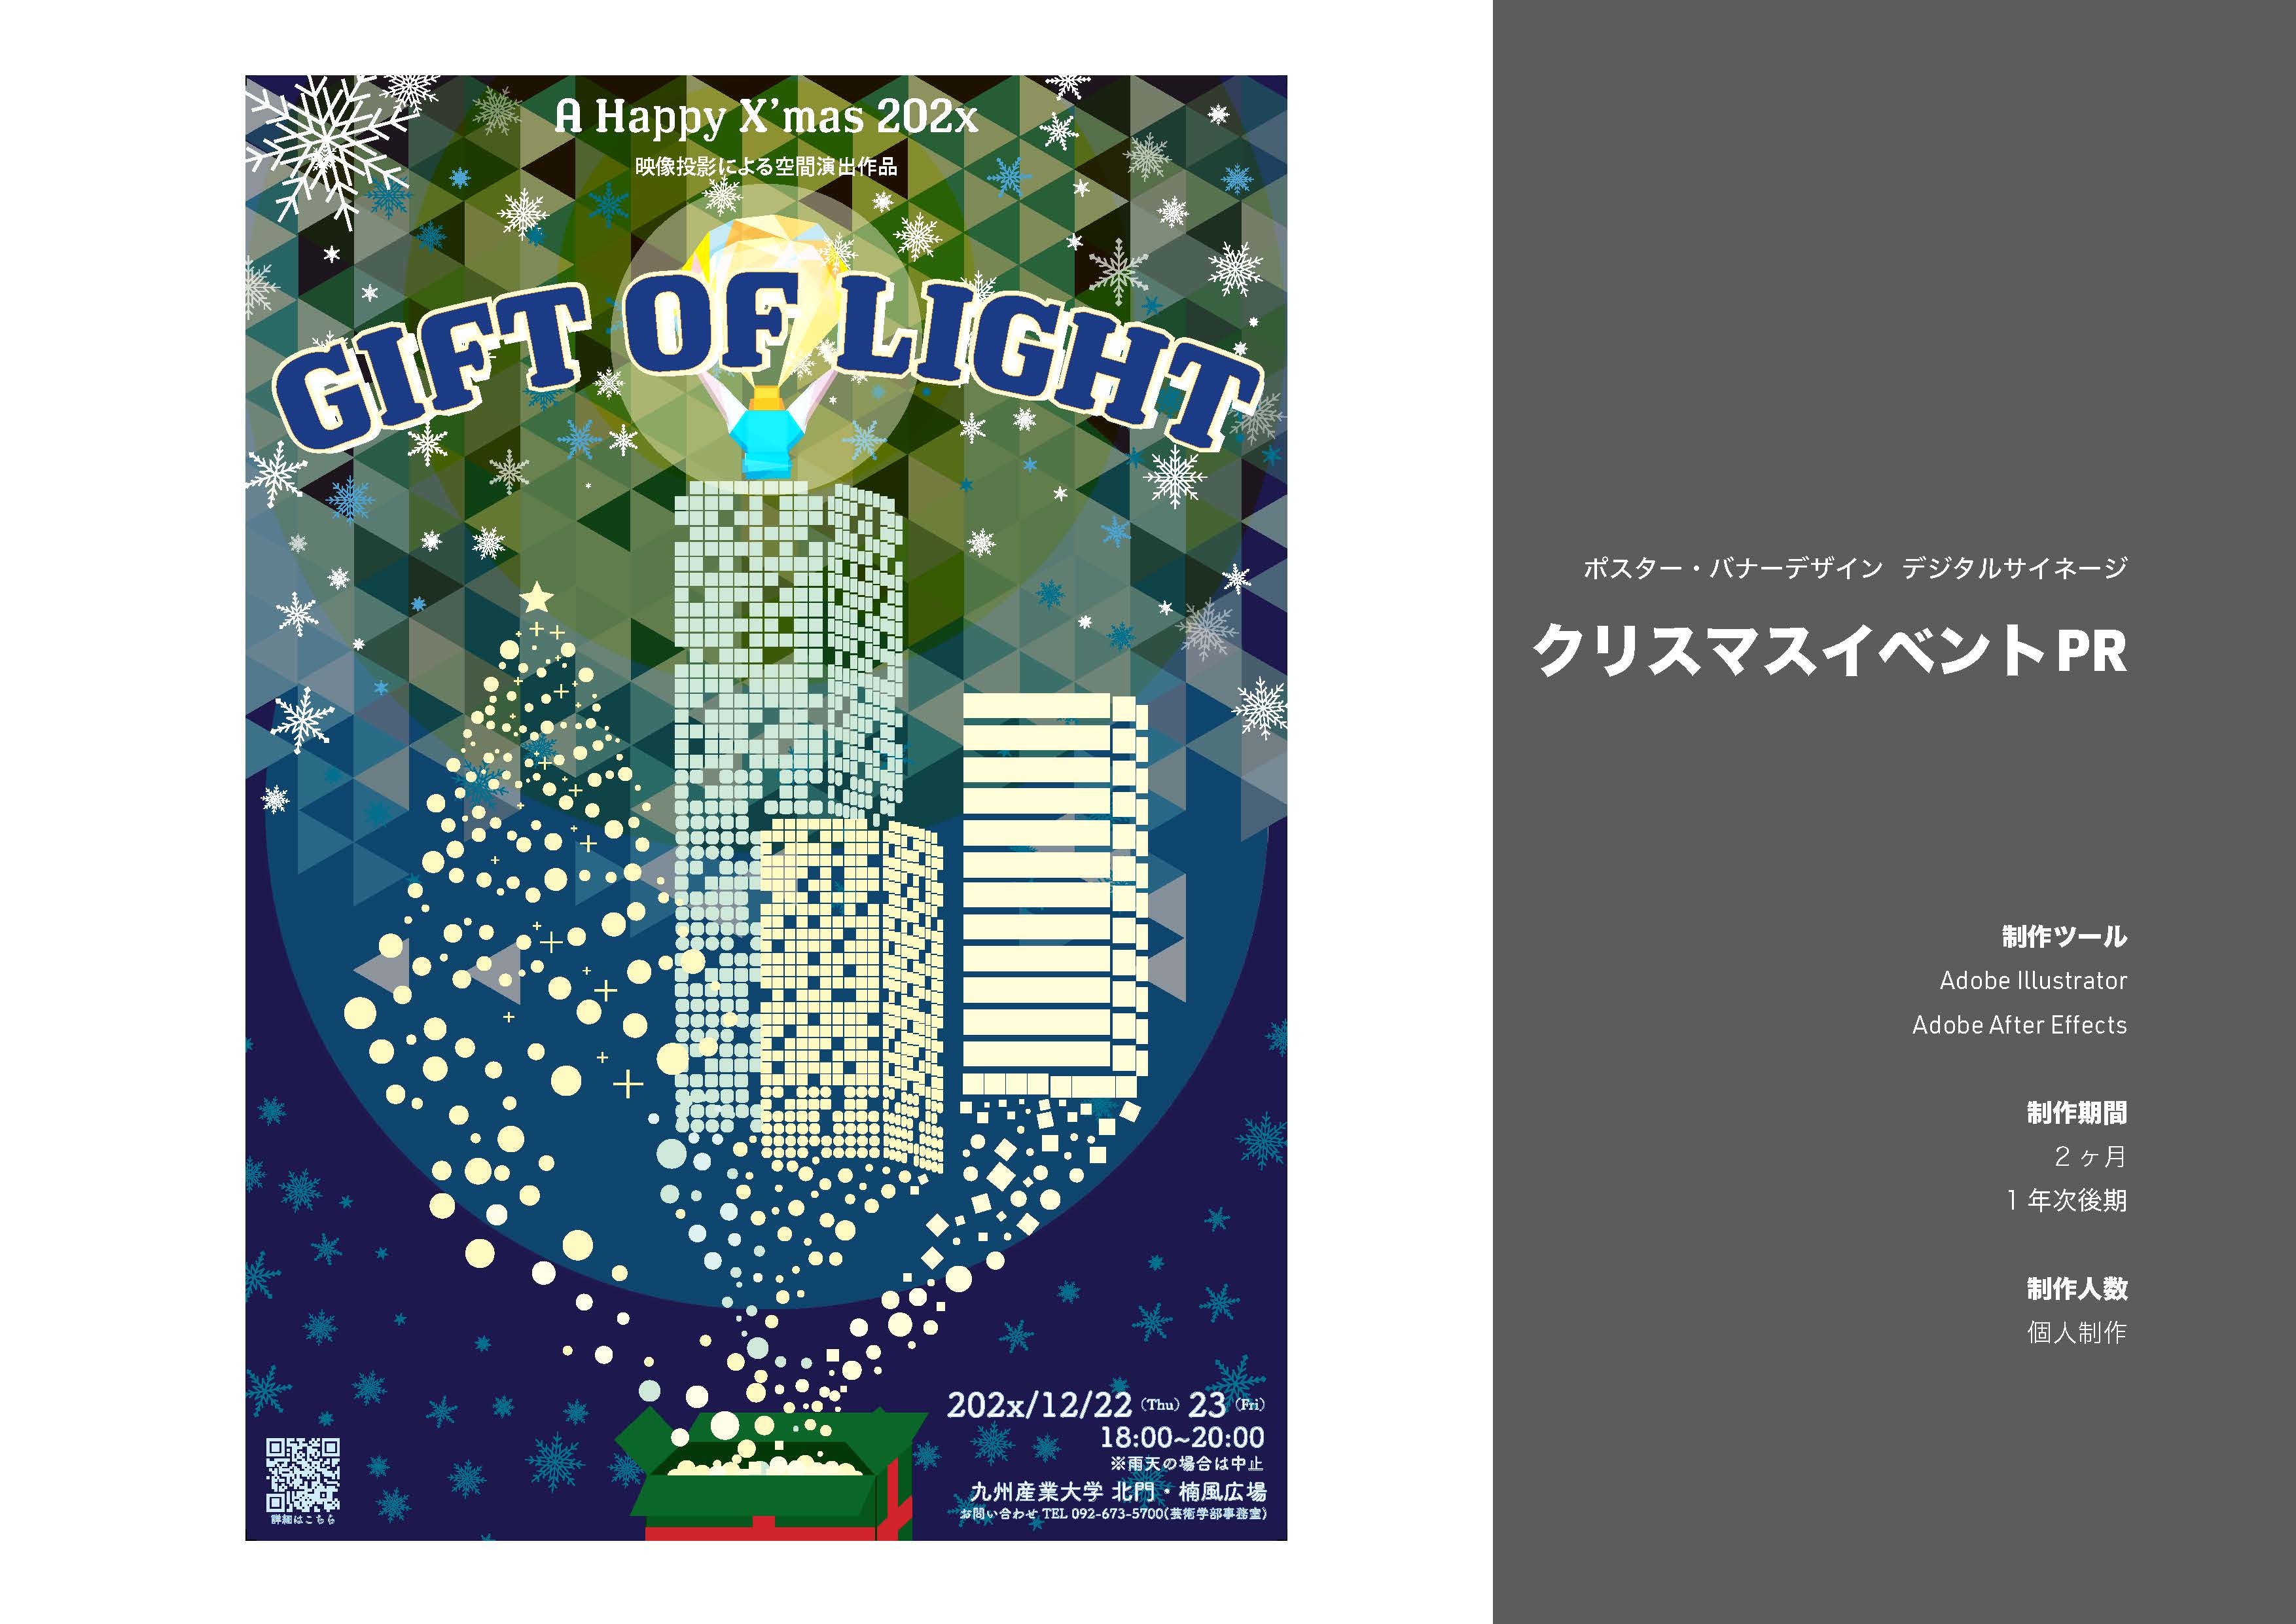 A Happy X’mas 202x
映像投影による空間演出作品
GIFT OF LIGHT
202x/12/22（Thu）23（Fri）
18:00~20:00
※雨天の場合は中止
九州産業大学 北門・楠風広場
お問い合わせ TEL 092-673-5700(芸術学部事務室)
詳細はこちら
ポスター・バナーデザイン デジタルサイネージ
クリスマスイベントPR
制作ツール
Adobe Illustrator
Adobe After Effects
制作期間
２ヶ月
１年次後期
制作人数
個人制作